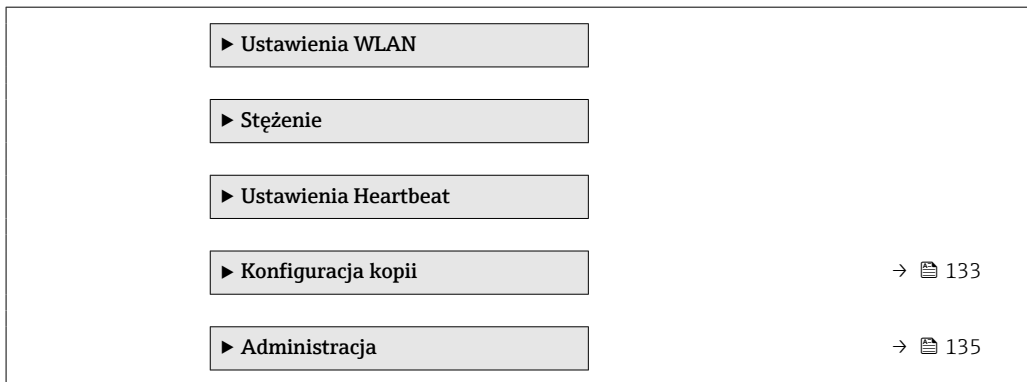 ▶ Ustawienia WLAN
▶ Stężenie
▶ Ustawienia Heartbeat
▶ Konfiguracja kopii → 133
▶ Administracja → 135